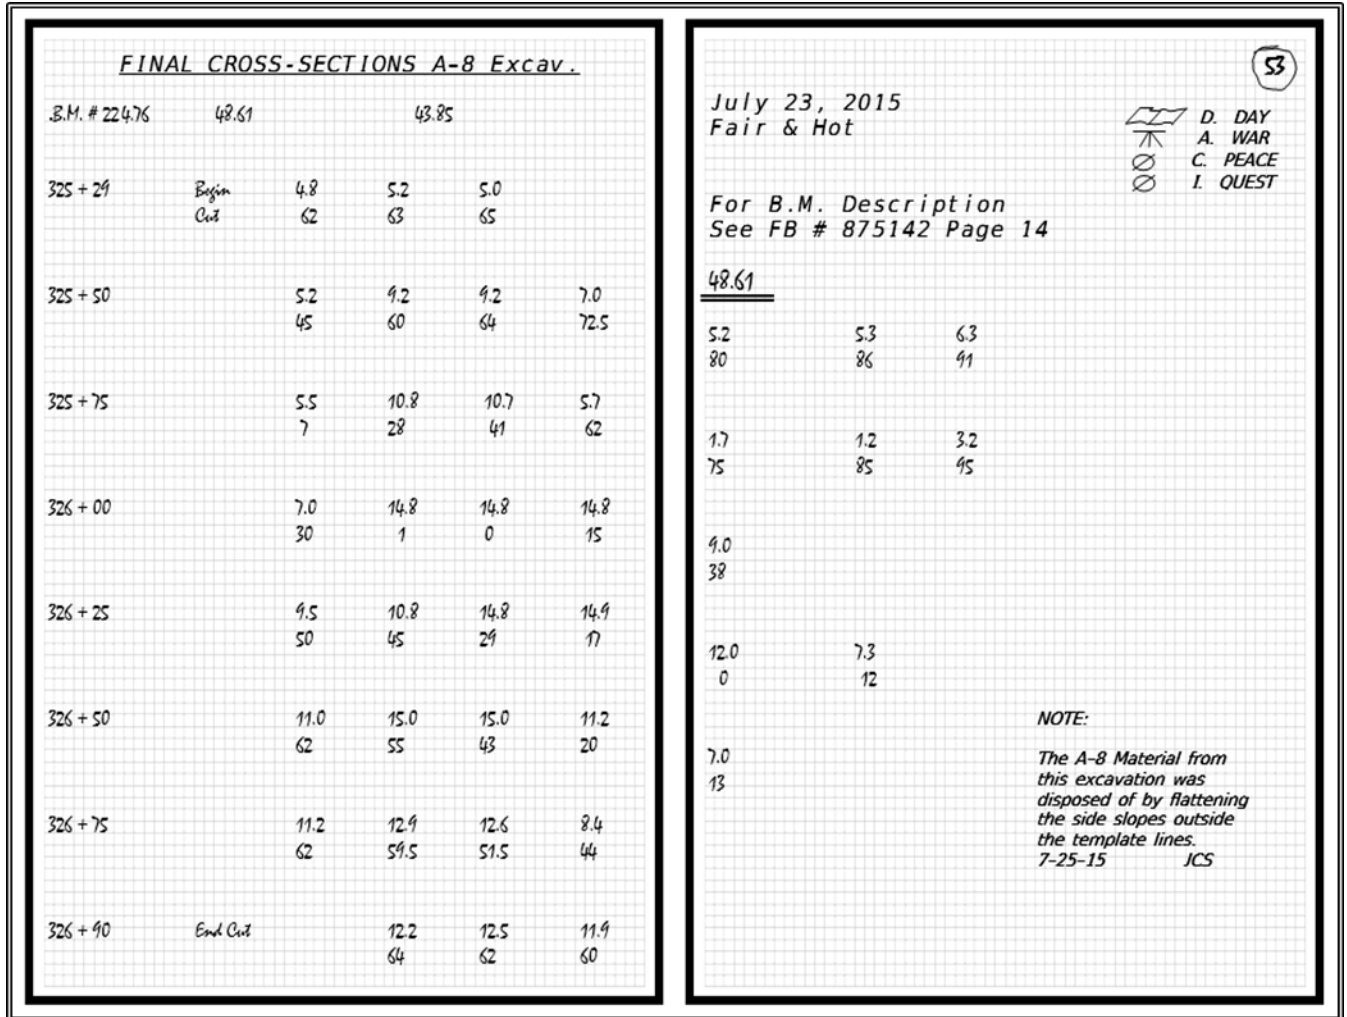 FINAL CROSS-SECTIONS A-8 Excav.
B.M. # 224.76 48.61 43.85
325 + 29 Begin 4.8 5.2 5.0
Cut 62 63 65
325 + 50 5.2 9.2 9.2 7.0
45 60 64 72.5
325 + 75 5.5 10.8 10.7 5.7
7 28 41 62
326 + 00 7.0 14.8 14.8 14.8
30 1 0 15
326 + 25 9.5 10.8 14.8 14.9
50 45 29 17
326 + 50 11.0 15.0 15.0 11.2
62 55 43 20
326 + 75 11.2 12.9 12.6 8.4
62 59.5 51.5 44
326 + 90 End Cut 12.2 12.5 11.9
64 62 60
53
July 23, 2015
Fair & Hot
D. DAY
A. WAR
C. PEACE
I. QUEST
For B.M. Description
See FB # 875142 Page 14
48.61
5.2 5.3 6.3
80 86 91
1.7 1.2 3.2
75 85 95
9.0
38
12.0 7.3
0 12
7.0
13
NOTE:
The A-8 Material from
this excavation was
disposed of by flattening
the side slopes outside
the template lines.
7-25-15 JCS